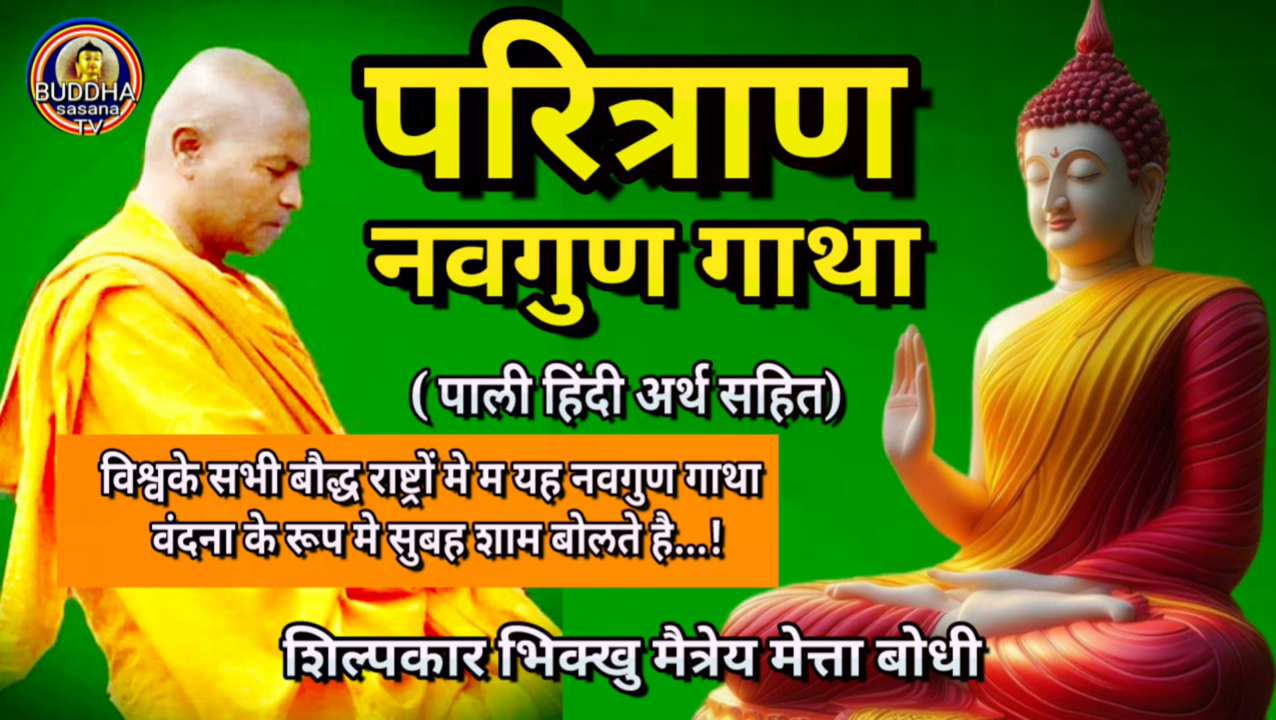 BUDDHA
sasana
TV
परित्राण
नवगुण गाथा
( पाली हिंदी अर्थ सहित)
विश्वके सभी बौद्ध राष्ट्रों मे म यह नवगुण गाथा
वंदना के रूप मे सुबह शाम बोलते है...!
शिल्पकार भिक्खु मैत्रेय मेत्ता बोधी